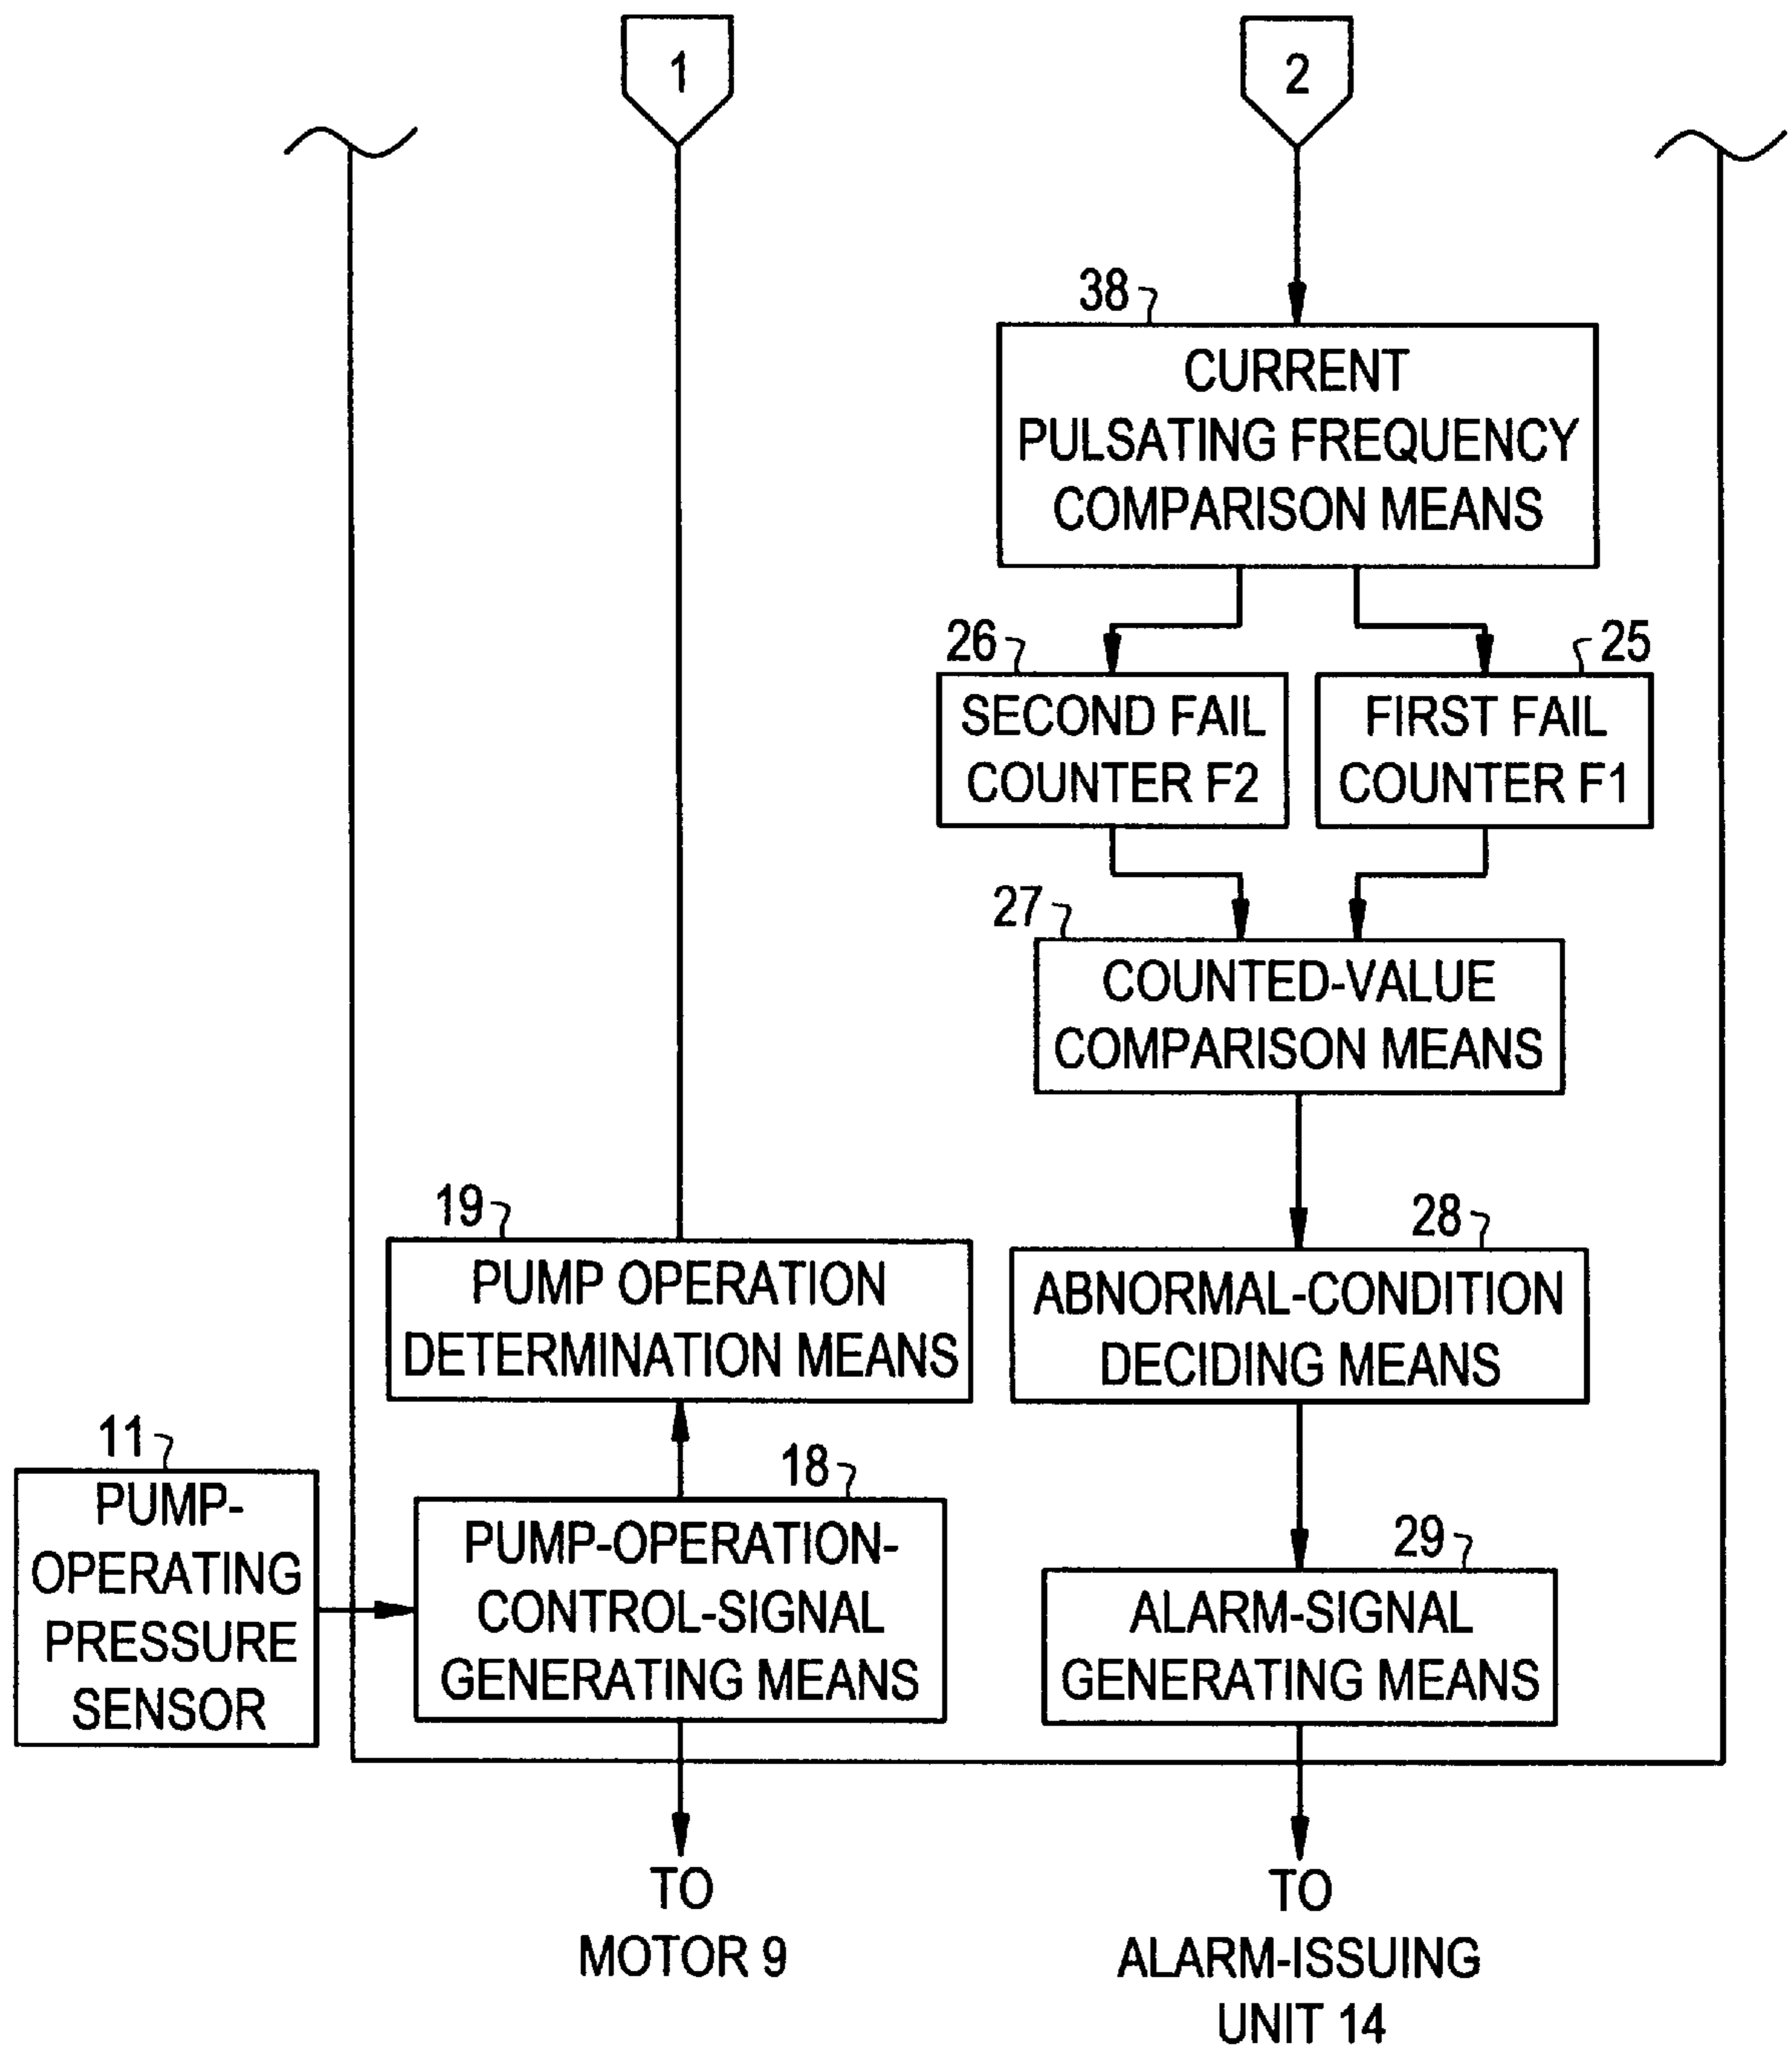 1
2
38
CURRENT
PULSATING FREQUENCY
COMPARISON MEANS
26
SECOND FAIL
COUNTER F2
25
FIRST FAIL
COUNTER F1
27
COUNTED-VALUE
COMPARISON MEANS
19
PUMP OPERATION
DETERMINATION MEANS
28
ABNORMAL-CONDITION
DECIDING MEANS
11
PUMP-
OPERATING
PRESSURE
SENSOR
18
PUMP-OPERATION-
CONTROL-SIGNAL
GENERATING MEANS
29
ALARM-SIGNAL
GENERATING MEANS
TO
MOTOR 9
TO
ALARM-ISSUING
UNIT 14